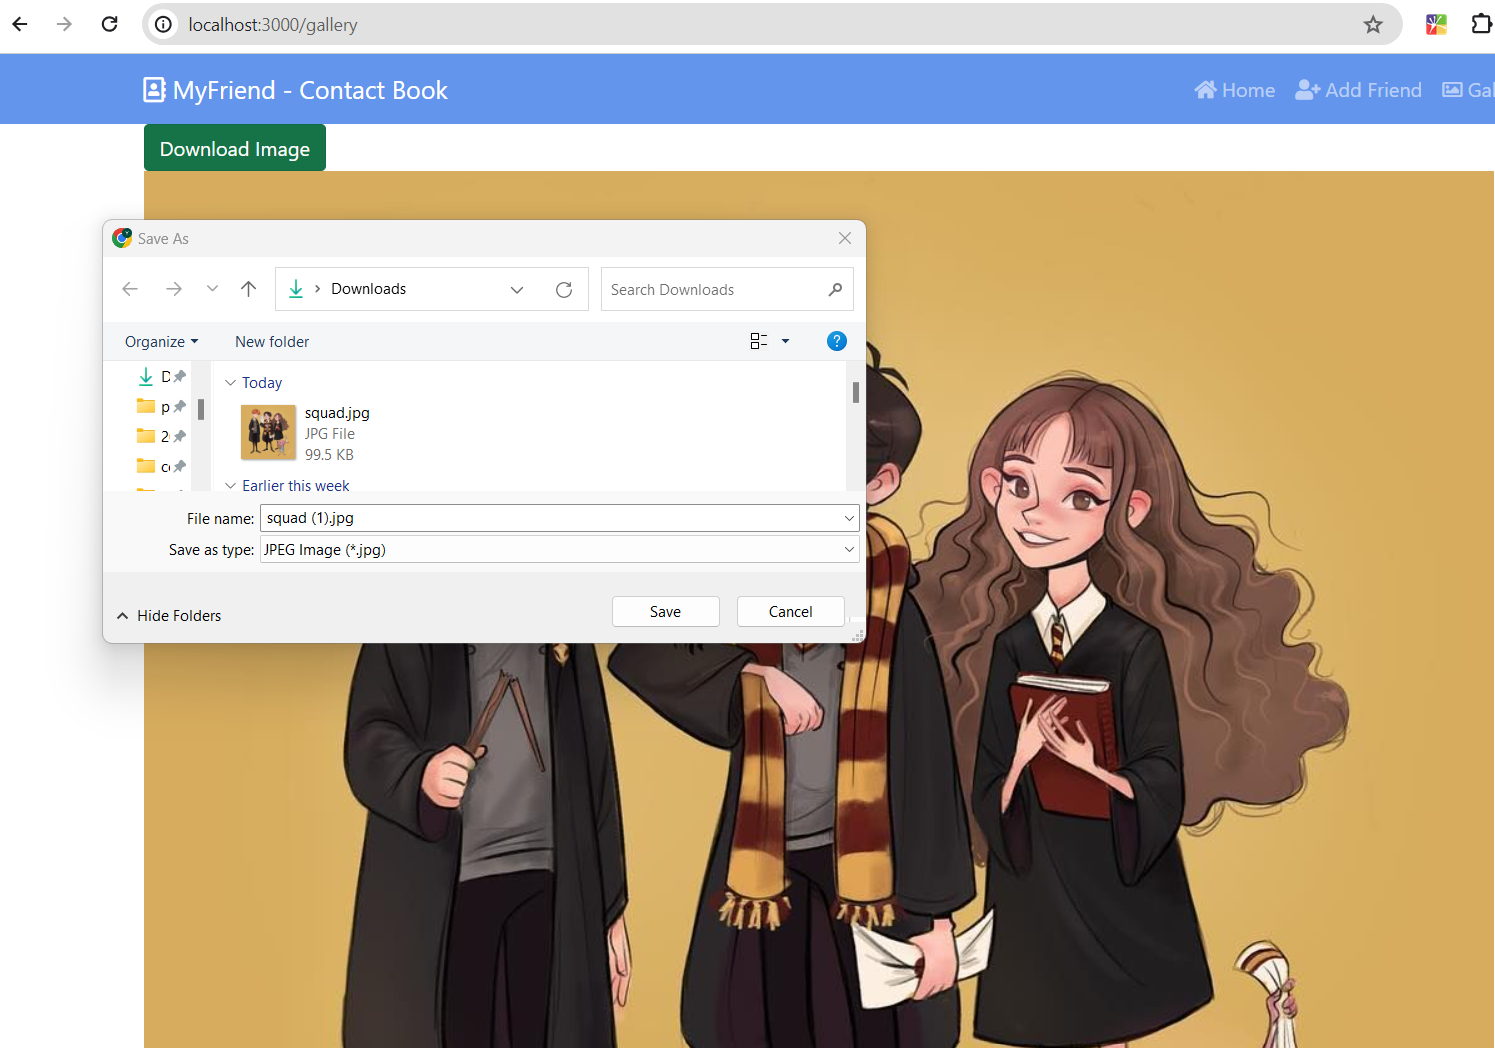 localhost:3000/gallery
MyFriend - Contact Book
Home
Add Friend
Download Image
Save As
Downloads
Search Downloads
Organize
New folder
?
Today
squad.jpg
JPG File
99.5 KB
Earlier this week
File name: squad (1).jpg
Save as type: JPEG Image (*.jpg)
Hide Folders
Save
Cancel